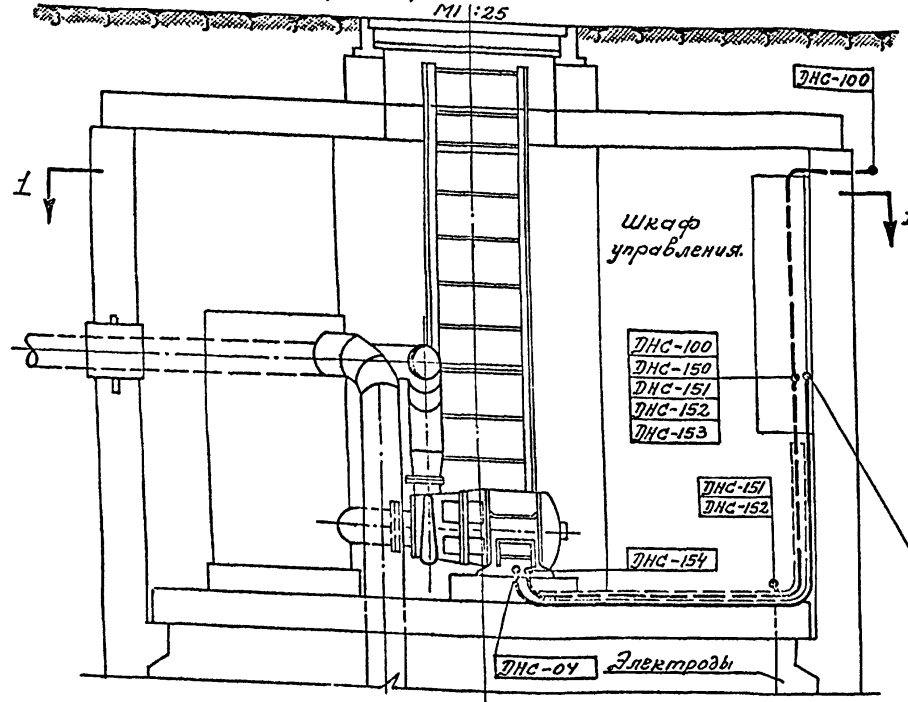 М1:25
ДНС-100
1
Шкаф
управления.
ДНС-100
ДНС-150
ДНС-151
ДНС-152
ДНС-153
ДНС-151
ДНС-152
ДНС-154
ДНС-04
Электроды